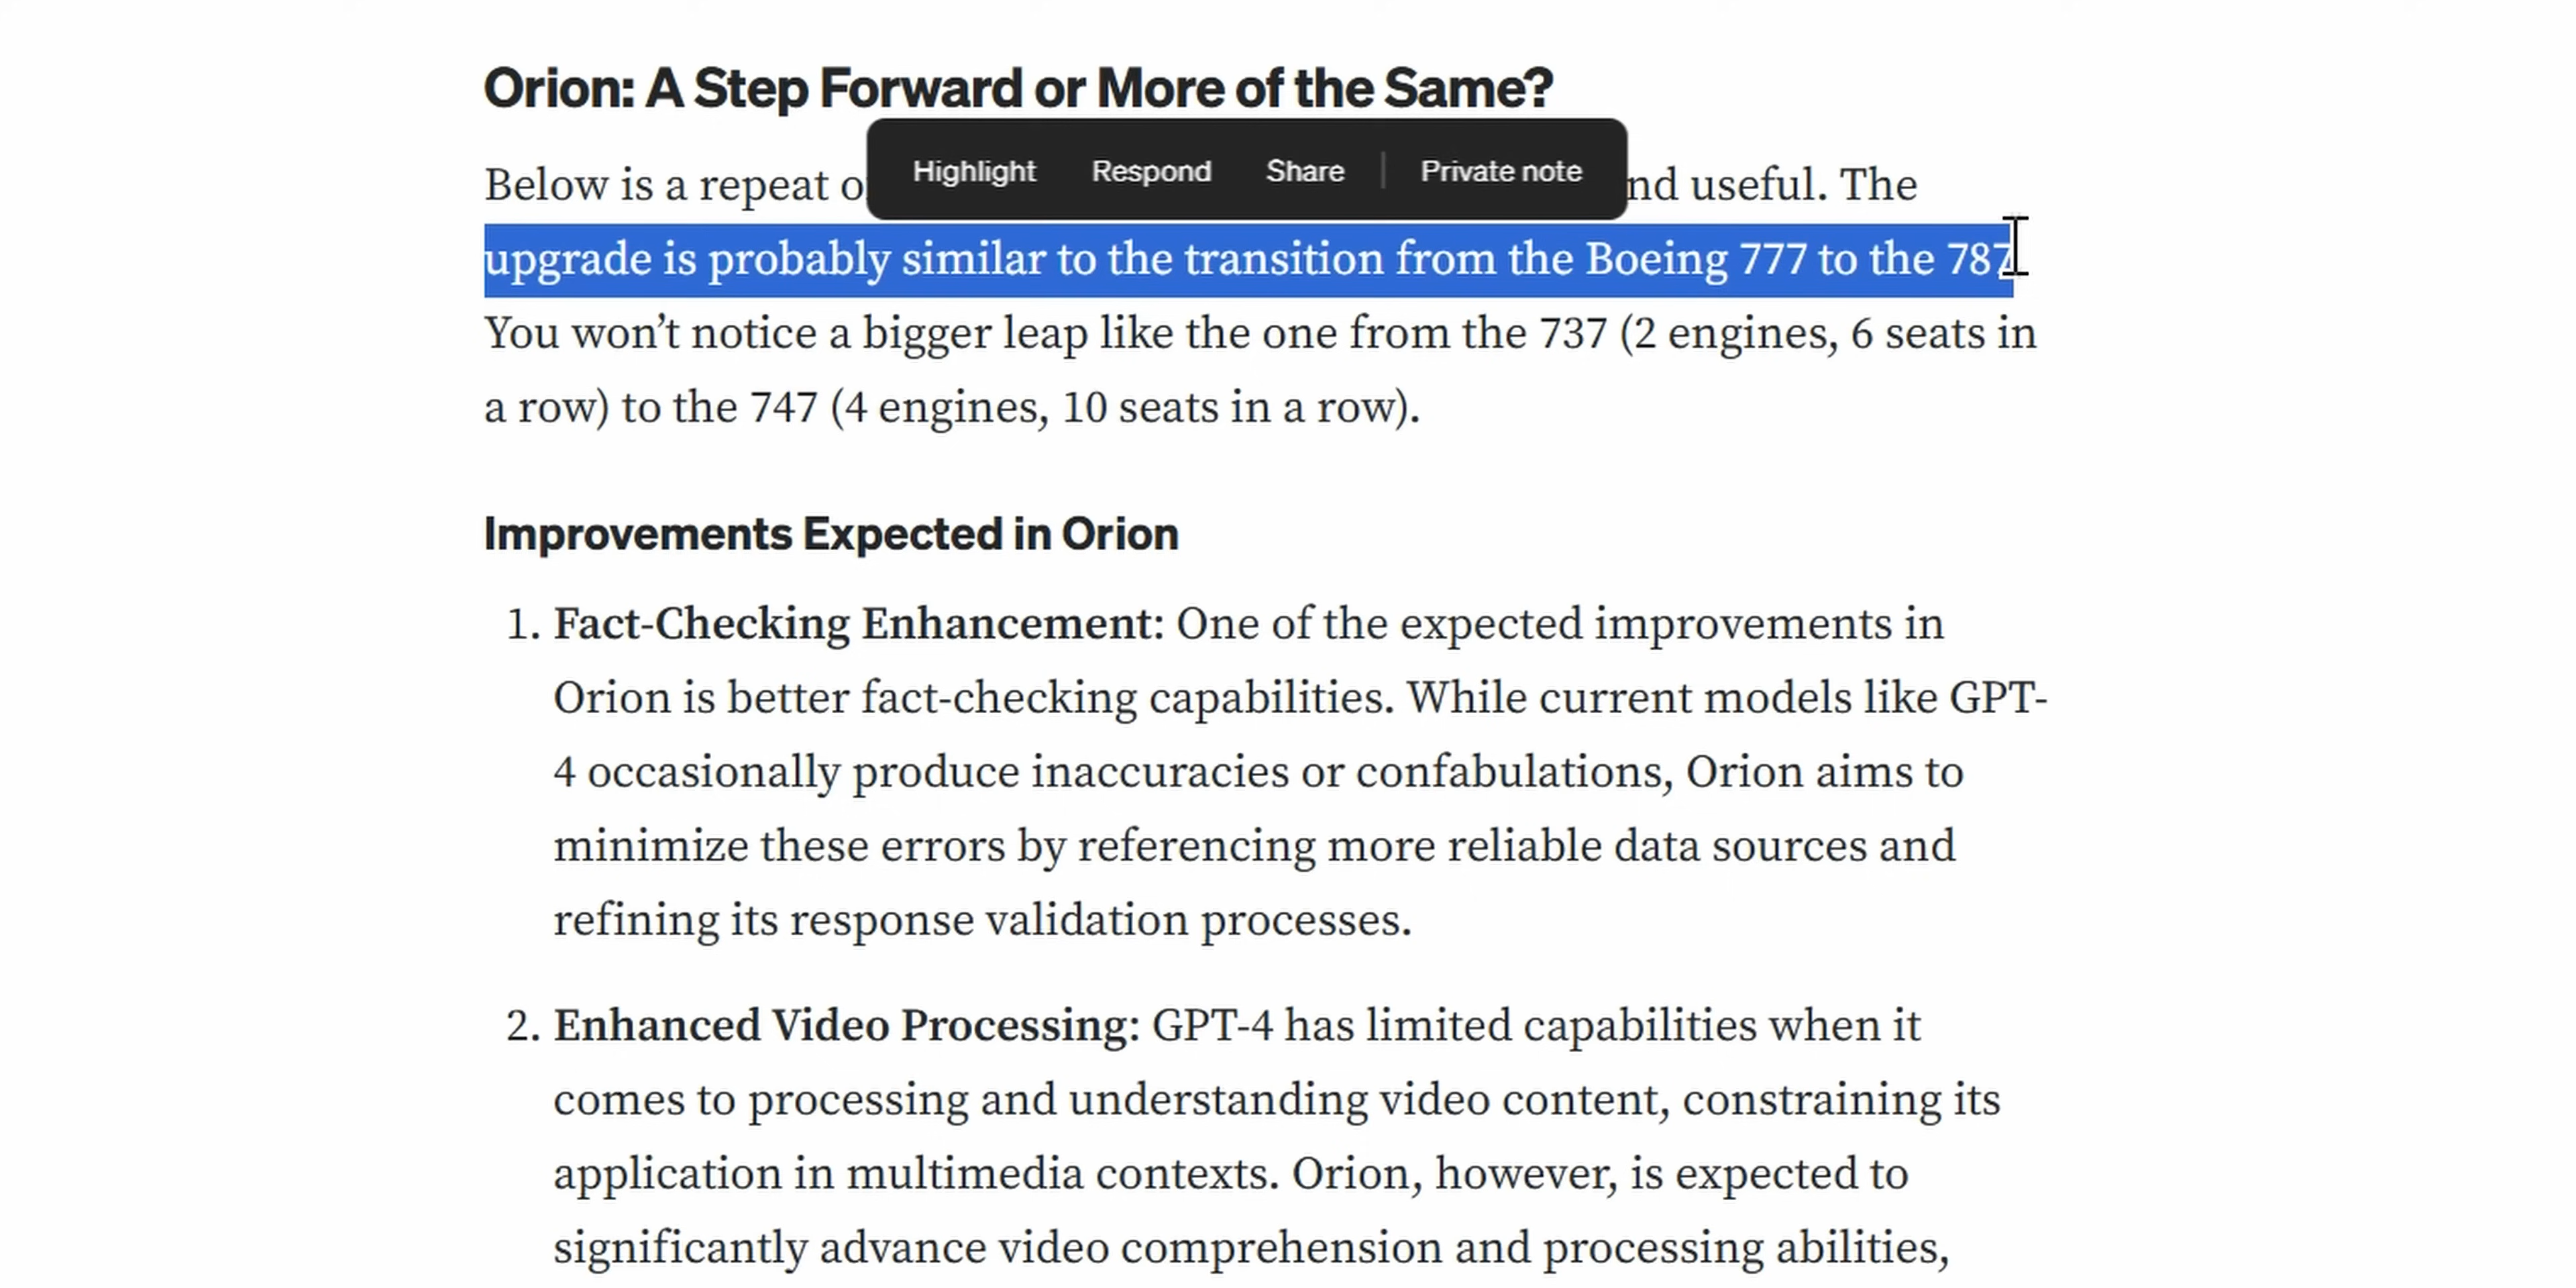 Orion: A Step Forward or More of the Same?
Highlight Respond Share Private note
Below is a repeat nd useful. The
upgrade is probably similar to the transition from the Boeing 777 to the 787
You won’t notice a bigger leap like the one from the 737 (2 engines, 6 seats in
a row) to the 747 (4 engines, 10 seats in a row).
Improvements Expected in Orion
1. Fact-Checking Enhancement: One of the expected improvements in
Orion is better fact-checking capabilities. While current models like GPT-
4 occasionally produce inaccuracies or confabulations, Orion aims to
minimize these errors by referencing more reliable data sources and
refining its response validation processes.
2. Enhanced Video Processing: GPT-4 has limited capabilities when it
comes to processing and understanding video content, constraining its
application in multimedia contexts. Orion, however, is expected to
significantly advance video comprehension and processing abilities,